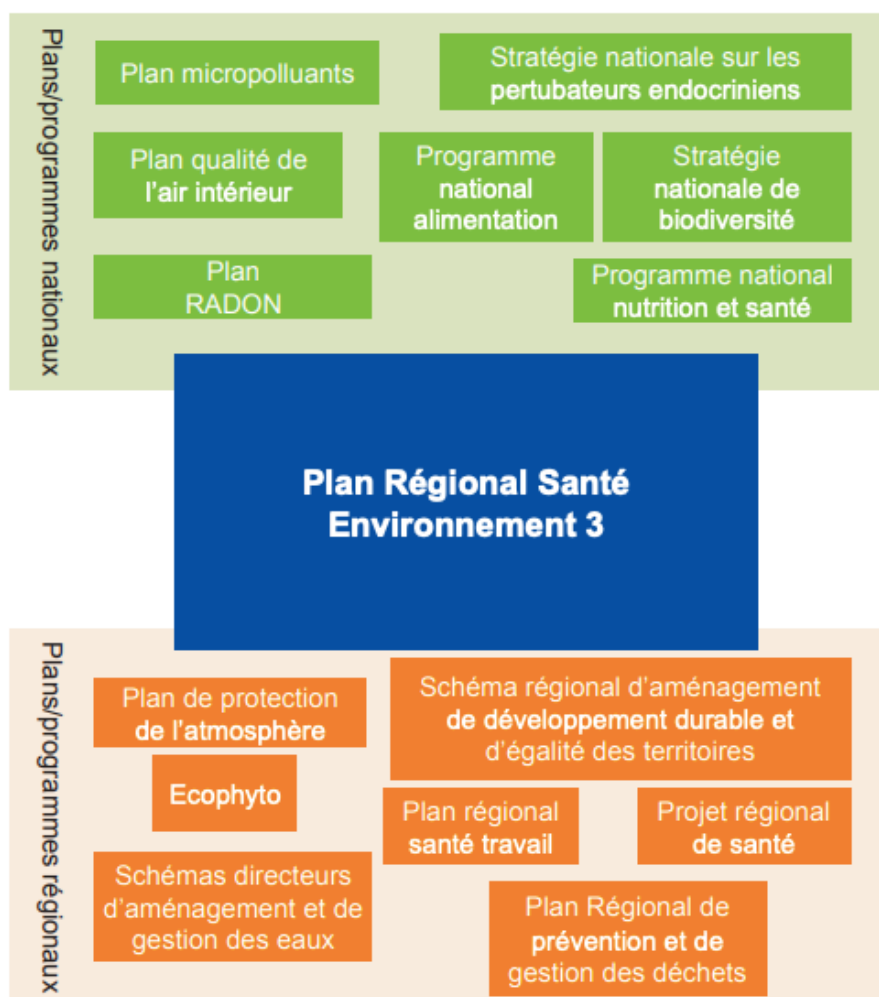 Plans/programmes nationaux
Plan micropolluants
Stratégie nationale sur les
pertubateurs endocriniens
Plan qualité de
l'air intérieur
Programme
national
alimentation
Stratégie
nationale de
biodiversité
Plan
RADON
Programme national
nutrition et santé
Plan Régional Santé
Environnement 3
Plans/programmes régionaux
Plan de protection
de l'atmosphère
Schéma régional d'aménagement
de développement durable et
d'égalité des territoires
Ecophyto
Plan régional
santé travail
Projet régional
de santé
Schémas directeurs
d'aménagement et de
gestion des eaux
Plan Régional de
prévention et de
gestion des déchets